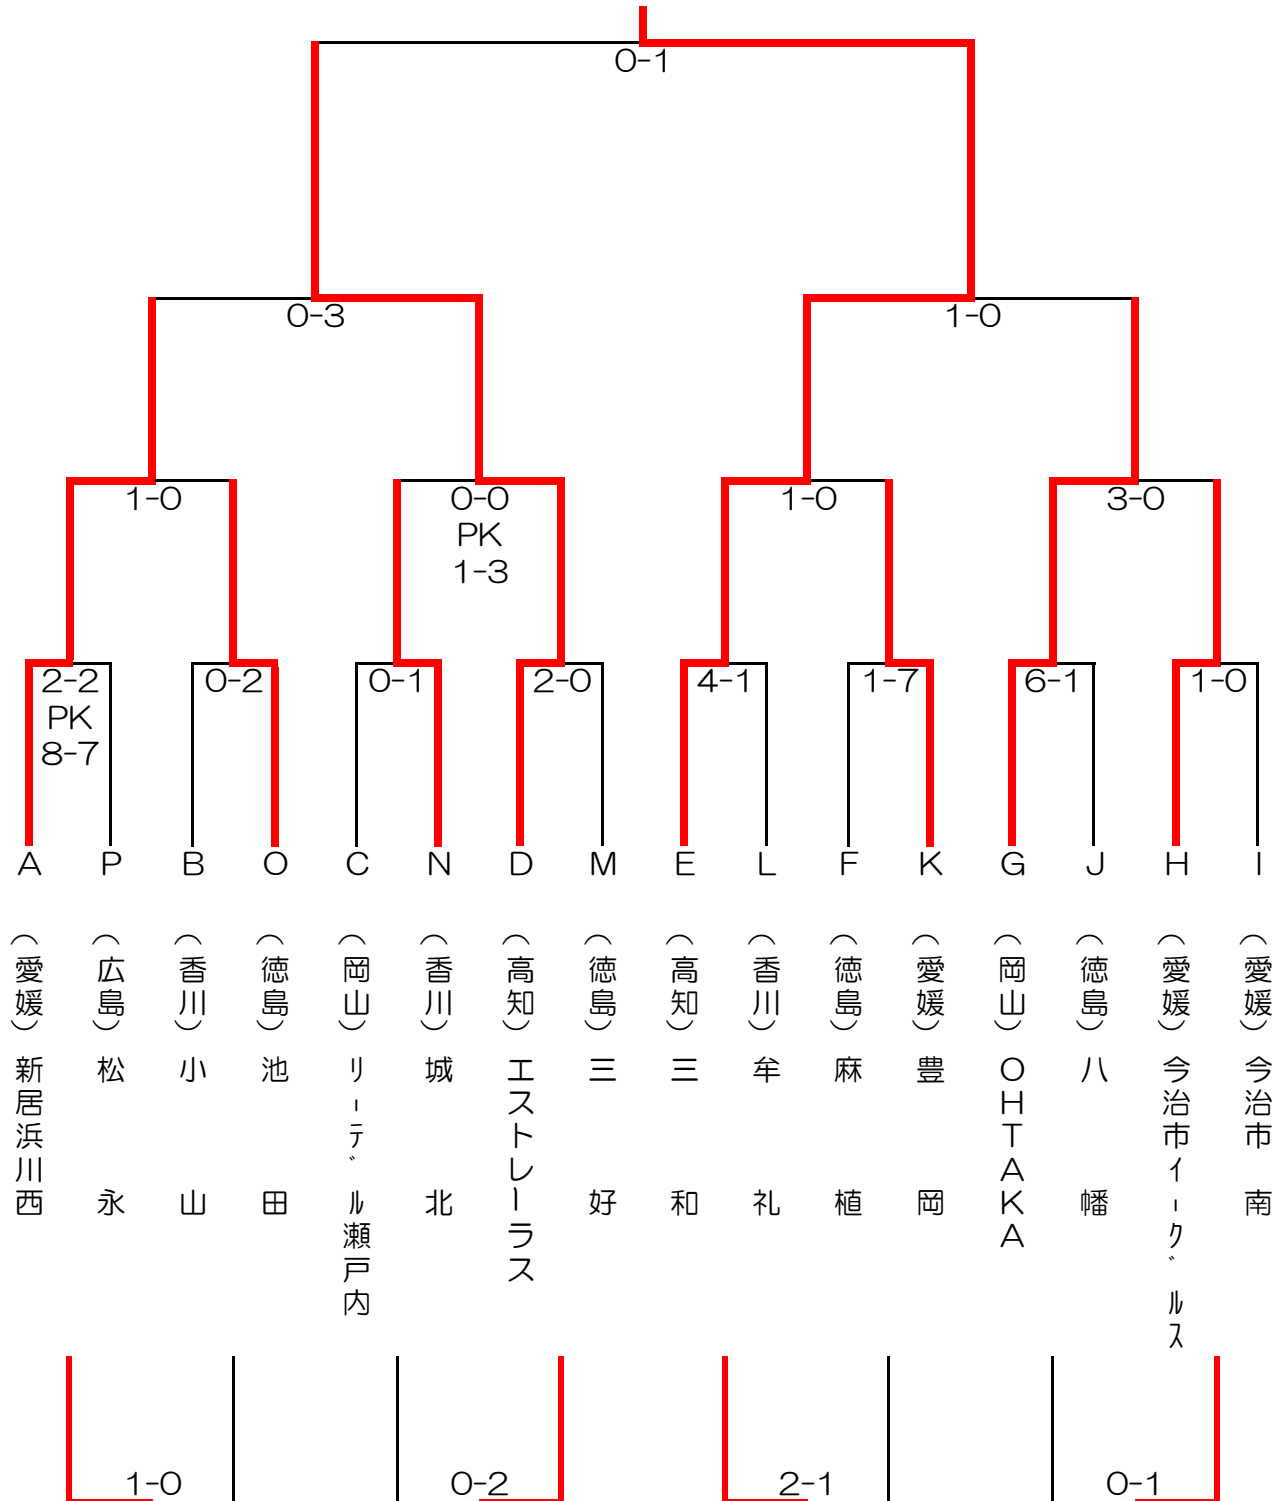 0-1
0-3
1-0
1-0
0-0
PK
1-3
1-0
3-0
2-2
PK
8-7
0-2
0-1
2-0
4-1
1-7
6-1
1-0
A P B O C N D M E L F K G J H I
(愛媛)新居浜川西
(広島)松永
(香川)小山
(徳島)池田
(岡山)ﾘｰﾃﾞﾙ瀬戸内
(香川)城北
(高知)エストレーラス
(徳島)三好
(高知)三和
(香川)牟礼
(徳島)麻植
(愛媛)豊岡
(岡山)OHTAKA
(徳島)八幡
(愛媛)今治市ｲｰｸﾞﾙｽ
(愛媛)今治市南
1-0
0-2
2-1
0-1